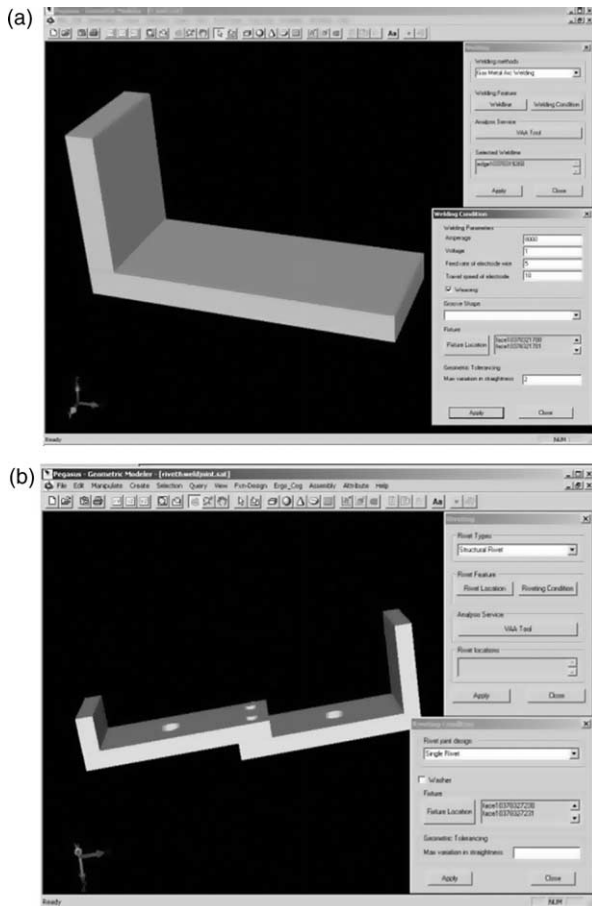 (a)
Aa
Welding
Welding methods
Gas Metal Arc Welding
Welding Feature
Weldline
Welding Condition
Analysis Service
VAA Tool
Selected Weldline
Apply
Close
Welding Condition
Welding Parameters
Amperage
Voltage
1
Feed rate of electrode wire
5
Travel speed of electrode
10
Weaving
Groove Shape
Fixture
Fixture Location
face10378321700
face10378321701
Geometric Tolerancing
Max variation in straightness
2
Apply
Close
Ready
NUM
(b)
Pegasus - Geometric Modeler - [rivet&weldjoint.sat]
File Edit Manipulate Create Selection Query View Fcn-Design Ergo_Cog Assembly Attribute Help
Aa
Riveting
Rivet Types
Structural Rivet
Rivet Feature
Rivet Location
Riveting Condition
Analysis Service
VAA Tool
Rivet locations
Apply
Close
Riveting Condition
Rivet joint design
Single Rivet
Washer
Fixture
Fixture Location
face10378327230
face10378327231
Geometric Tolerancing
Max variation in straightness
Apply
Close
Ready
NUM